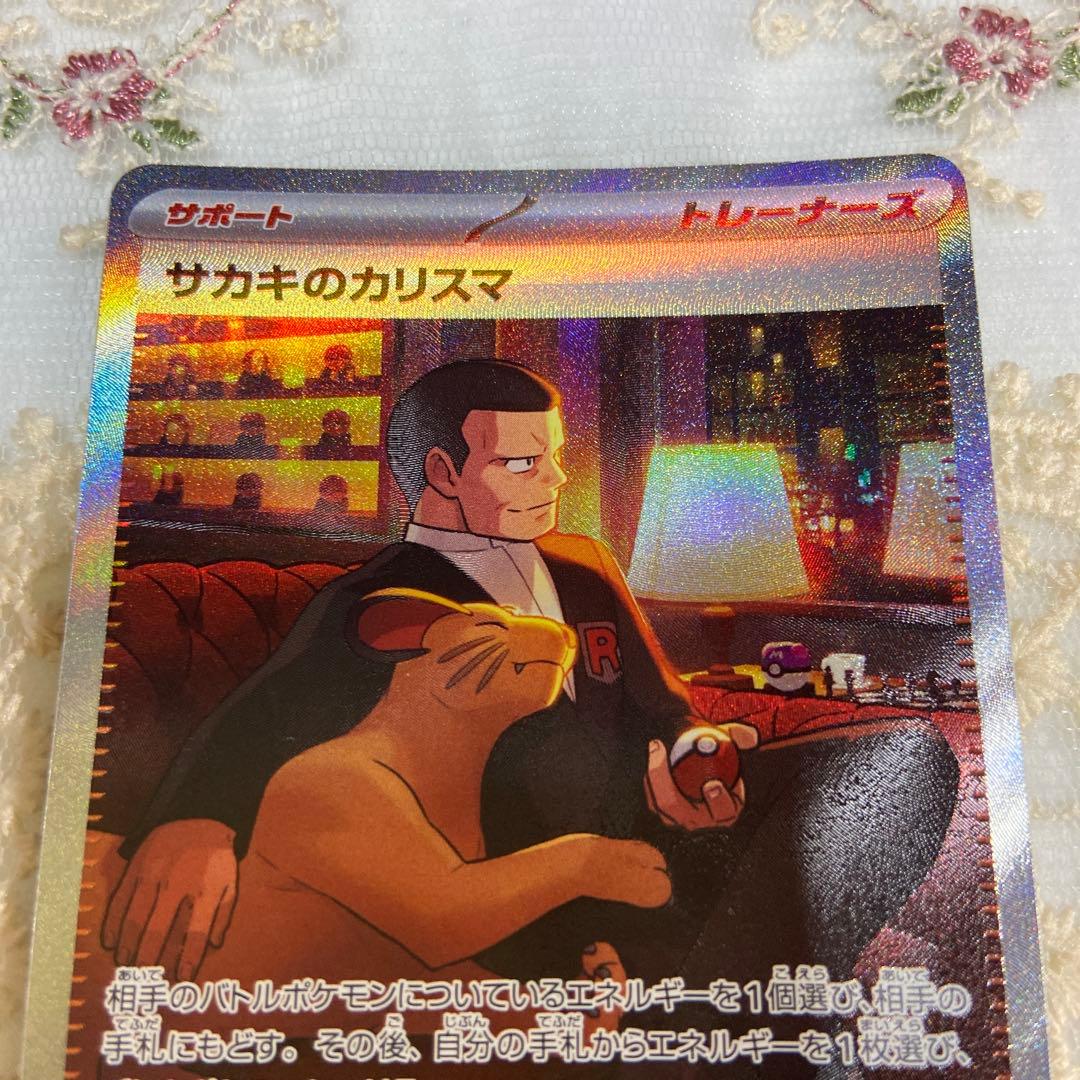 サポート
トレーナーズ
サカキのカリスマ
R
相手のバトルポケモンについているエネルギーを1個選び、相手の
手札にもどす。その後、自分の手札からエネルギーを1枚選び、